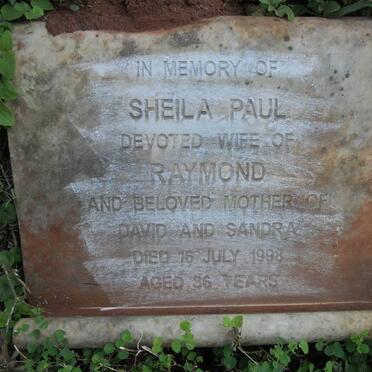 IN MEMORY OF
SHEILA PAUL
DEVOTED WIFE OF
RAYMOND
AND BELOVED MOTHER OF
DAVID AND SANDRA
DIED 16 JULY 1998
AGED 86 YEARS